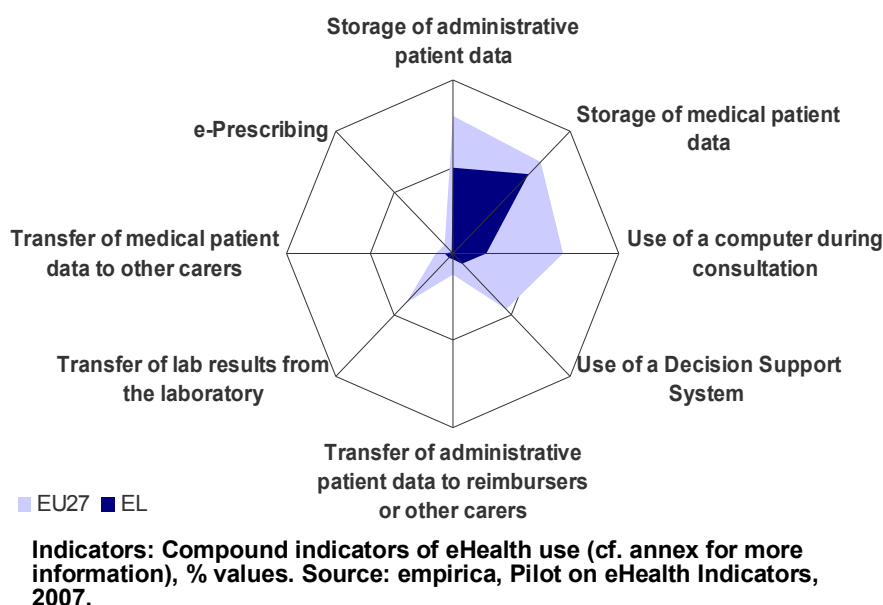 Storage of administrative
patient data
Storage of medical patient
data
e-Prescribing
Transfer of medical patient
data to other carers
Use of a computer during
consultation
Transfer of lab results from
the laboratory
Use of a Decision Support
System
Transfer of administrative
patient data to reimbursers
or other carers
EU27 EL
Indicators: Compound indicators of eHealth use (cf. annex for more
information), % values. Source: empirica, Pilot on eHealth Indicators,
2007.